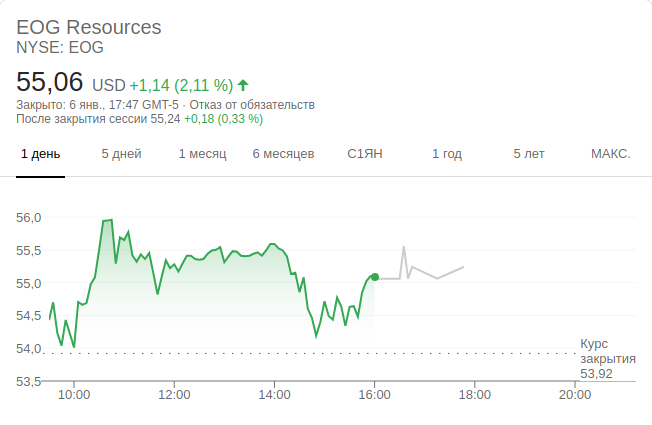 EOG Resources
NYSE: EOG
55,06 USD +1,14 (2,11 %)
Закрыто: 6 янв., 17:47 GMT-5 · Отказ от обязательств
После закрытия сессии 55,24 +0,18 (0,33 %)
1 день 5 дней 1 месяц 6 месяцев С1ЯН 1 год 5 лет МАКС.
56,0
55,5
55,0
54,5
54,0
53,5
Курс
закрытия
53,92
10:00 12:00 14:00 16:00 18:00 20:00